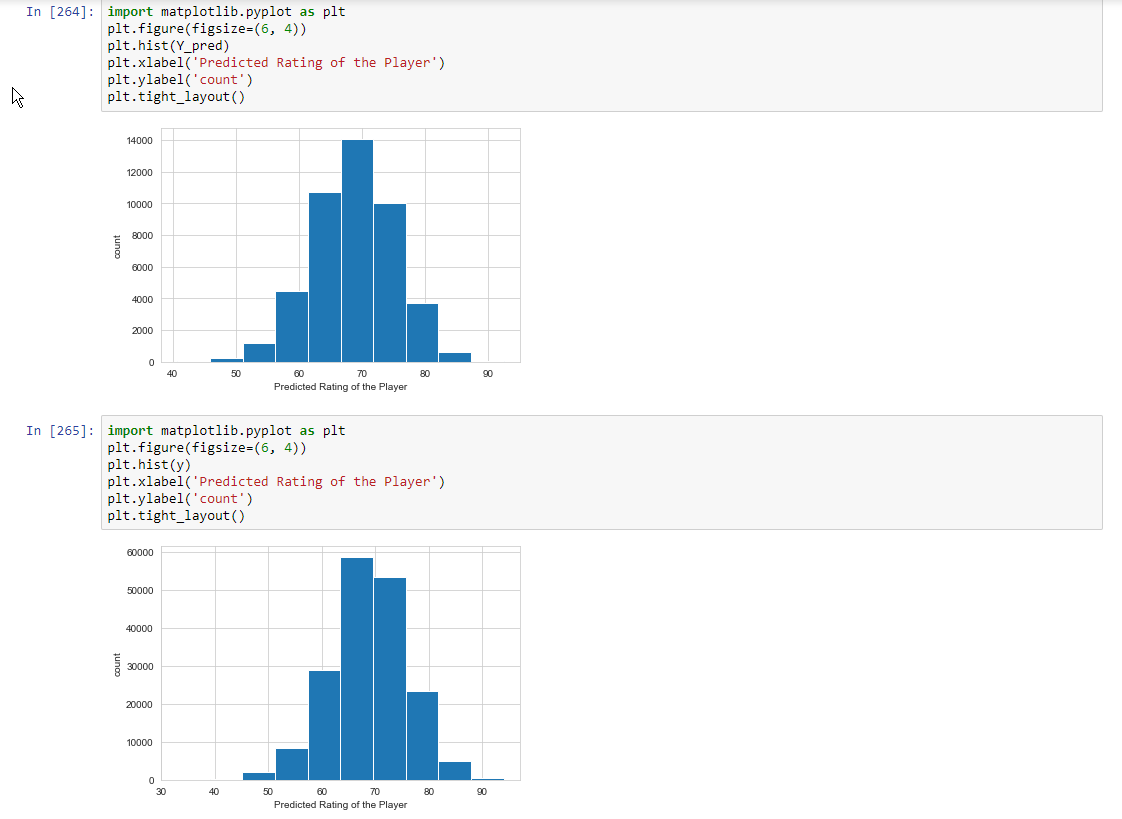 In [264]:
import matplotlib.pyplot as plt
plt.figure(figsize=(6, 4))
plt.hist(Y_pred)
plt.xlabel('Predicted Rating of the Player')
plt.ylabel('count')
plt.tight_layout()
14000
12000
10000
8000
6000
4000
2000
0
count
40 50 60 70 80 90
Predicted Rating of the Player
In [265]:
import matplotlib.pyplot as plt
plt.figure(figsize=(6, 4))
plt.hist(y)
plt.xlabel('Predicted Rating of the Player')
plt.ylabel('count')
plt.tight_layout()
60000
50000
40000
30000
20000
10000
0
count
30 40 50 60 70 80 90
Predicted Rating of the Player